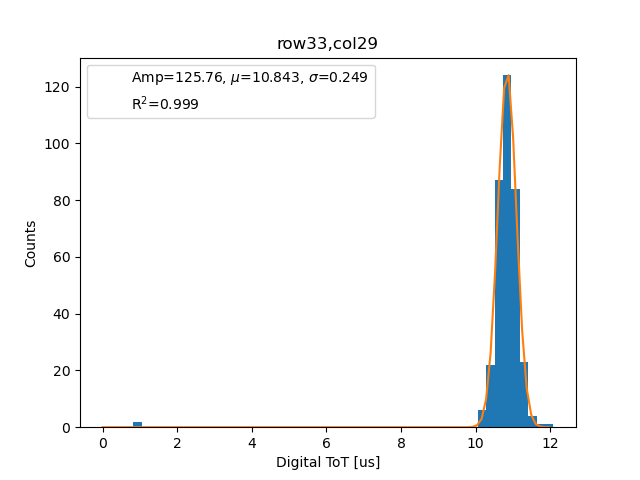 row33,col29
Amp=125.76, μ=10.843, σ=0.249
R²=0.999
120
100
80
60
40
20
0
Counts
0 2 4 6 8 10 12
Digital ToT [us]